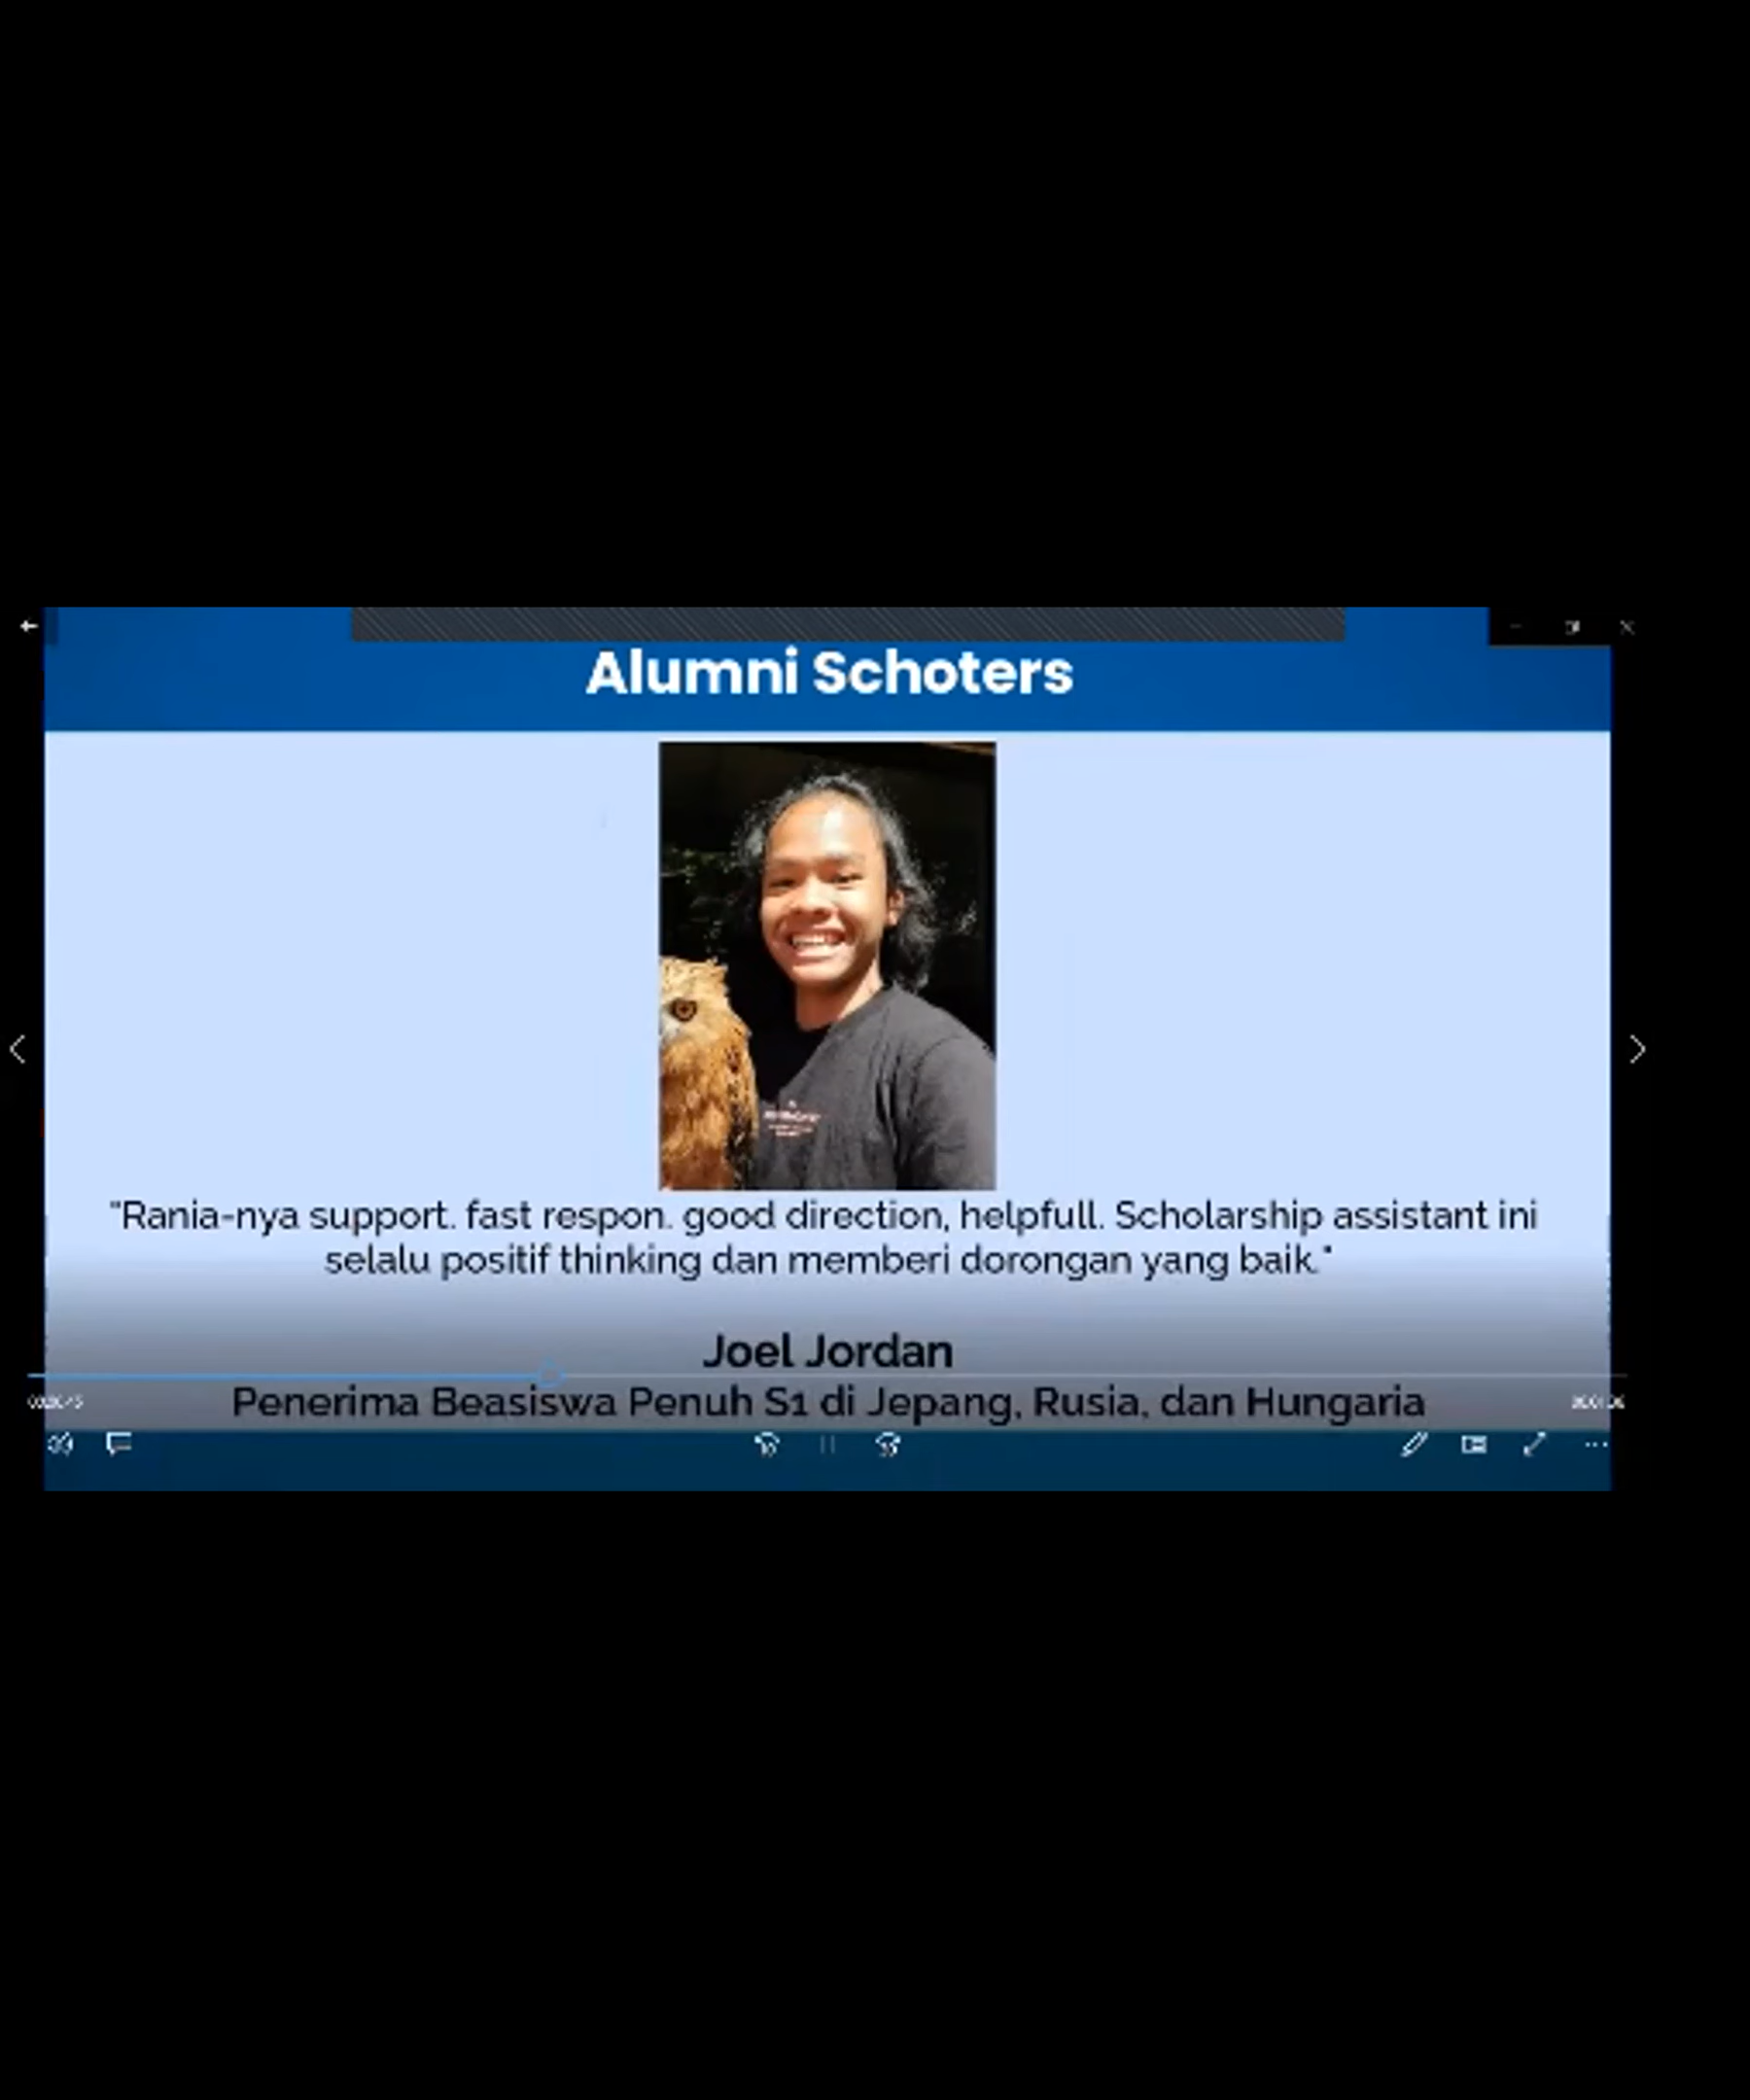 Alumni Schoters
"Rania-nya support. fast respon. good direction, helpfull. Scholarship assistant ini
selalu positif thinking dan memberi dorongan yang baik."
Joel Jordan
Penerima Beasiswa Penuh S1 di Jepang, Rusia, dan Hungaria